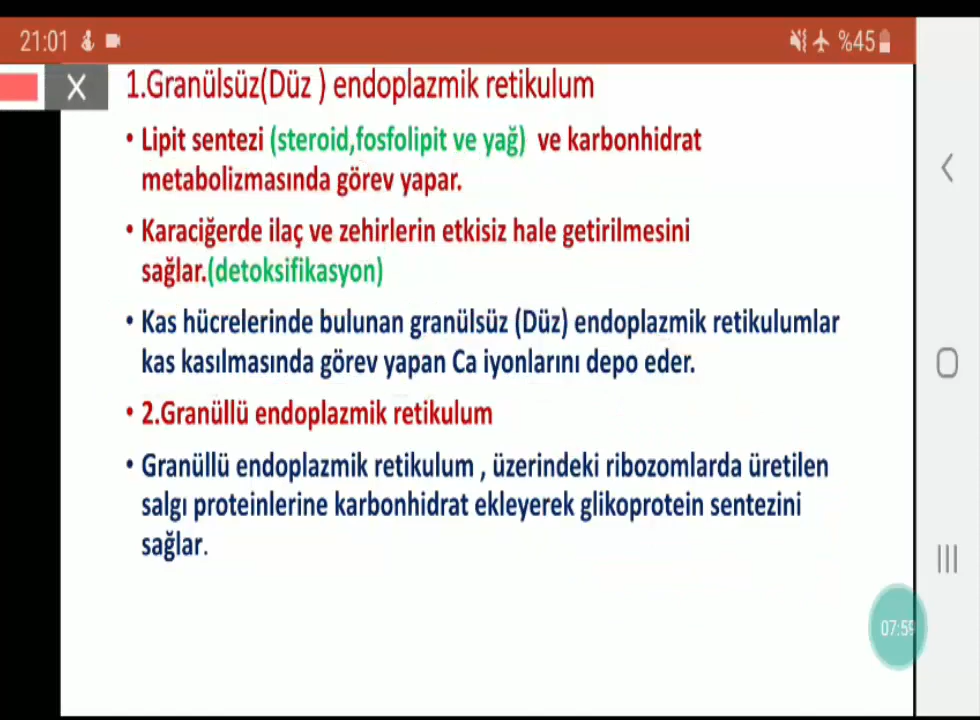 21:01 %45
1.Granülsüz(Düz ) endoplazmik retikulum
• Lipit sentezi (steroid,fosfolipit ve yağ) ve karbonhidrat
metabolizmasında görev yapar.
• Karaciğerde ilaç ve zehirlerin etkisiz hale getirilmesini
sağlar.(detoksifikasyon)
• Kas hücrelerinde bulunan granülsüz (Düz) endoplazmik retikulumlar
kas kasılmasında görev yapan Ca iyonlarını depo eder.
• 2.Granüllü endoplazmik retikulum
• Granüllü endoplazmik retikulum , üzerindeki ribozomlarda üretilen
salgı proteinlerine karbonhidrat ekleyerek glikoprotein sentezini
sağlar.
07:59